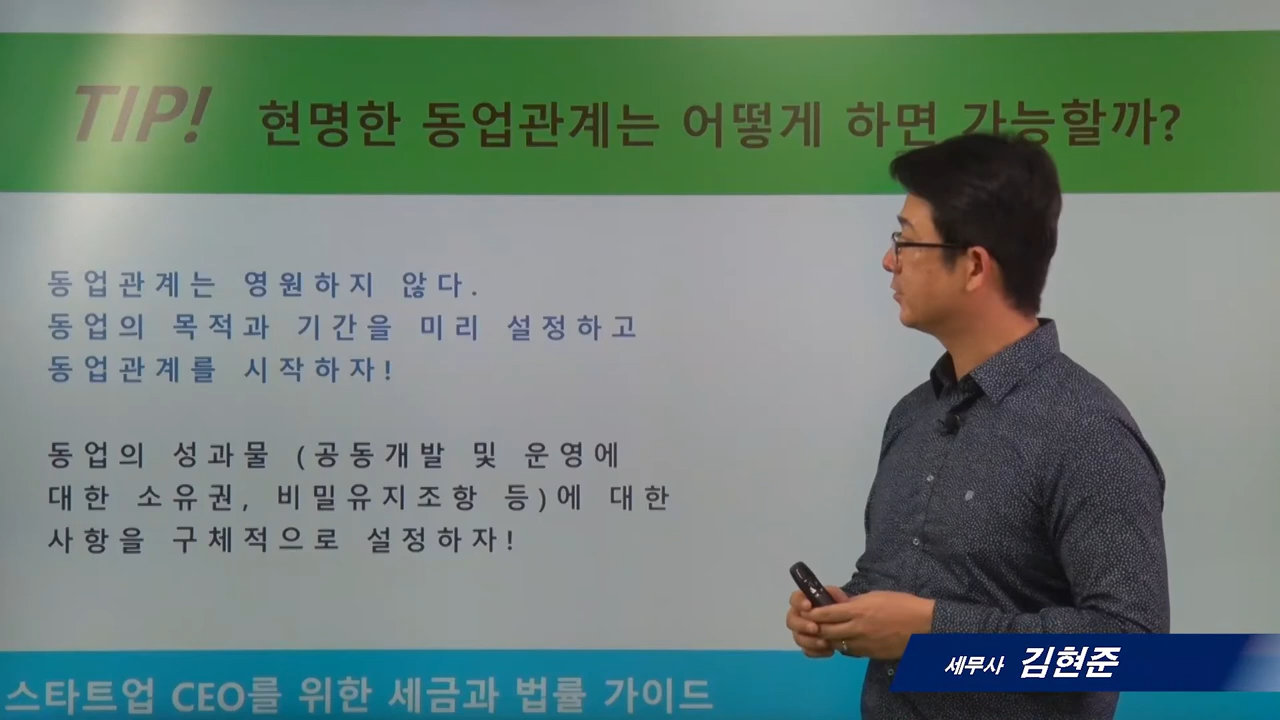 TIP! 현명한 동업관계는 어떻게 하면 가능할까?
동업관계는 영원하지 않다.
동업의 목적과 기간을 미리 설정하고
동업관계를 시작하자!
동업의 성과물 (공동개발 및 운영에
대한 소유권, 비밀유지조항 등)에 대한
사항을 구체적으로 설정하자!
세무사 김현준
스타트업 CEO를 위한 세금과 법률 가이드